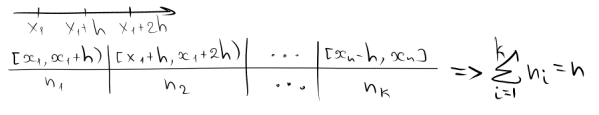 x₁ x₁+h x₁+2h
[x₁, x₁+h) [x₁+h, x₁+2h) ... [xₙ-h, xₙ]
n₁ n₂ ... nₖ => ∑ᵢ₌₁ᵏ nᵢ = n